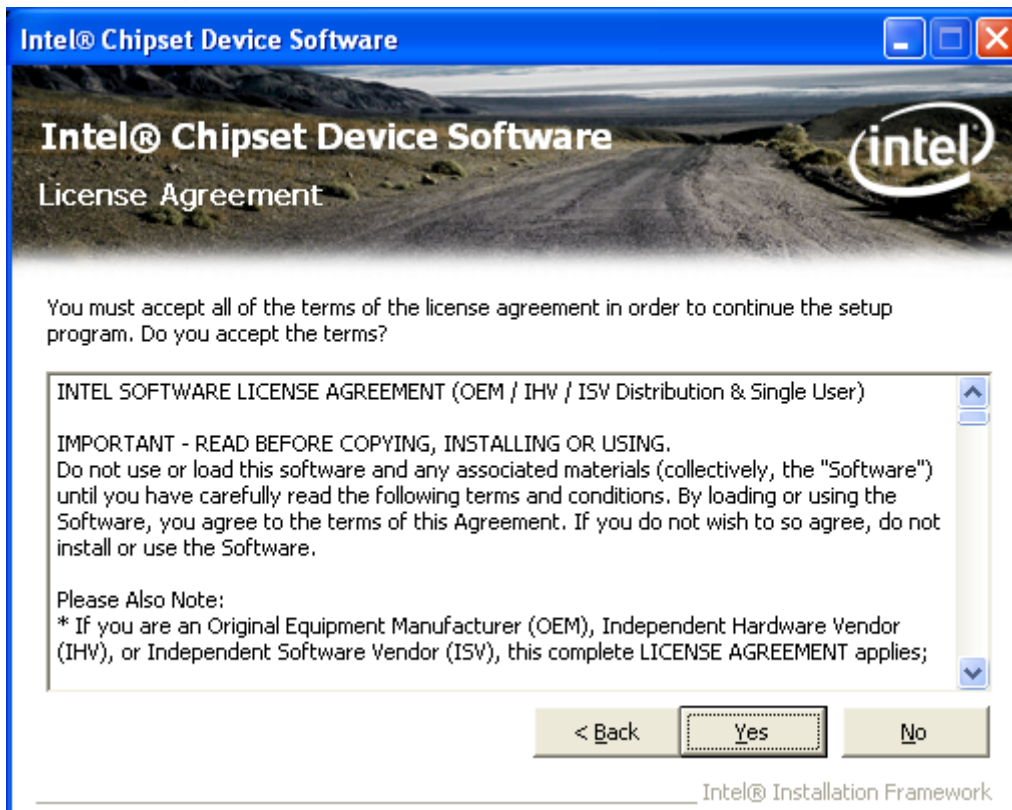 Intel® Chipset Device Software
Intel® Chipset Device Software
intel
License Agreement
You must accept all of the terms of the license agreement in order to continue the setup
program. Do you accept the terms?
INTEL SOFTWARE LICENSE AGREEMENT (OEM / IHV / ISV Distribution & Single User)
IMPORTANT - READ BEFORE COPYING, INSTALLING OR USING.
Do not use or load this software and any associated materials (collectively, the "Software")
until you have carefully read the following terms and conditions. By loading or using the
Software, you agree to the terms of this Agreement. If you do not wish to so agree, do not
install or use the Software.
Please Also Note:
* If you are an Original Equipment Manufacturer (OEM), Independent Hardware Vendor
(IHV), or Independent Software Vendor (ISV), this complete LICENSE AGREEMENT applies;
< Back
Yes
No
Intel® Installation Framework